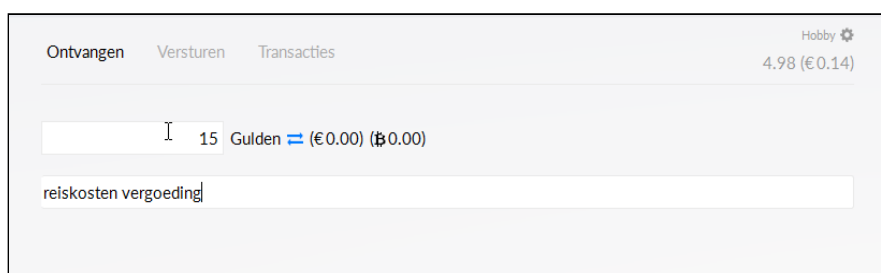 Ontvangen Versturen Transacties Hobby
4.98 (€0.14)
15 Gulden (€0.00) (₿0.00)
reiskosten vergoeding